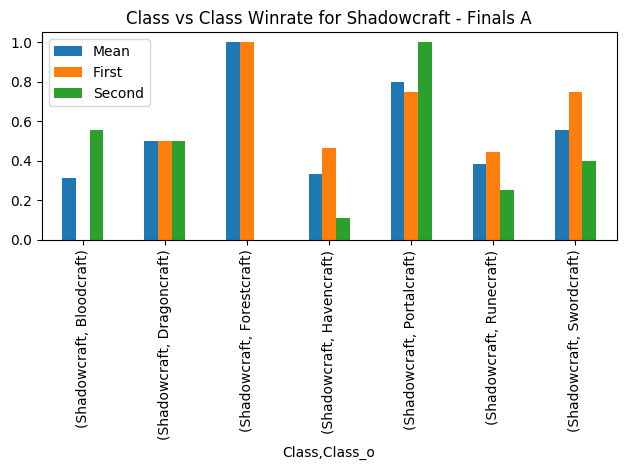 Class vs Class Winrate for Shadowcraft - Finals A
1.0
0.8
0.6
0.4
0.2
0.0
Mean
First
Second
(Shadowcraft, Bloodcraft)
(Shadowcraft, Dragoncraft)
(Shadowcraft, Forestcraft)
(Shadowcraft, Havencraft)
(Shadowcraft, Portalcraft)
(Shadowcraft, Runecraft)
(Shadowcraft, Swordcraft)
Class,Class_o